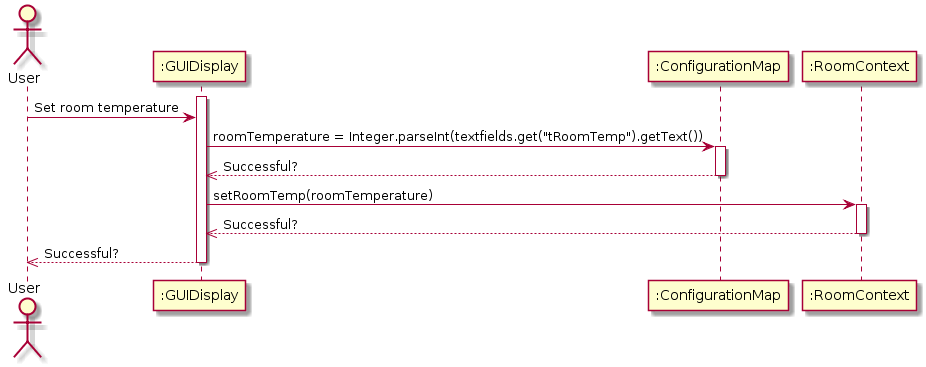 User
:GUIDisplay
:ConfigurationMap
:RoomContext
Set room temperature
roomTemperature = Integer.parseInt(textfields.get("tRoomTemp").getText())
Successful?
setRoomTemp(roomTemperature)
Successful?
Successful?
User
:GUIDisplay
:ConfigurationMap
:RoomContext